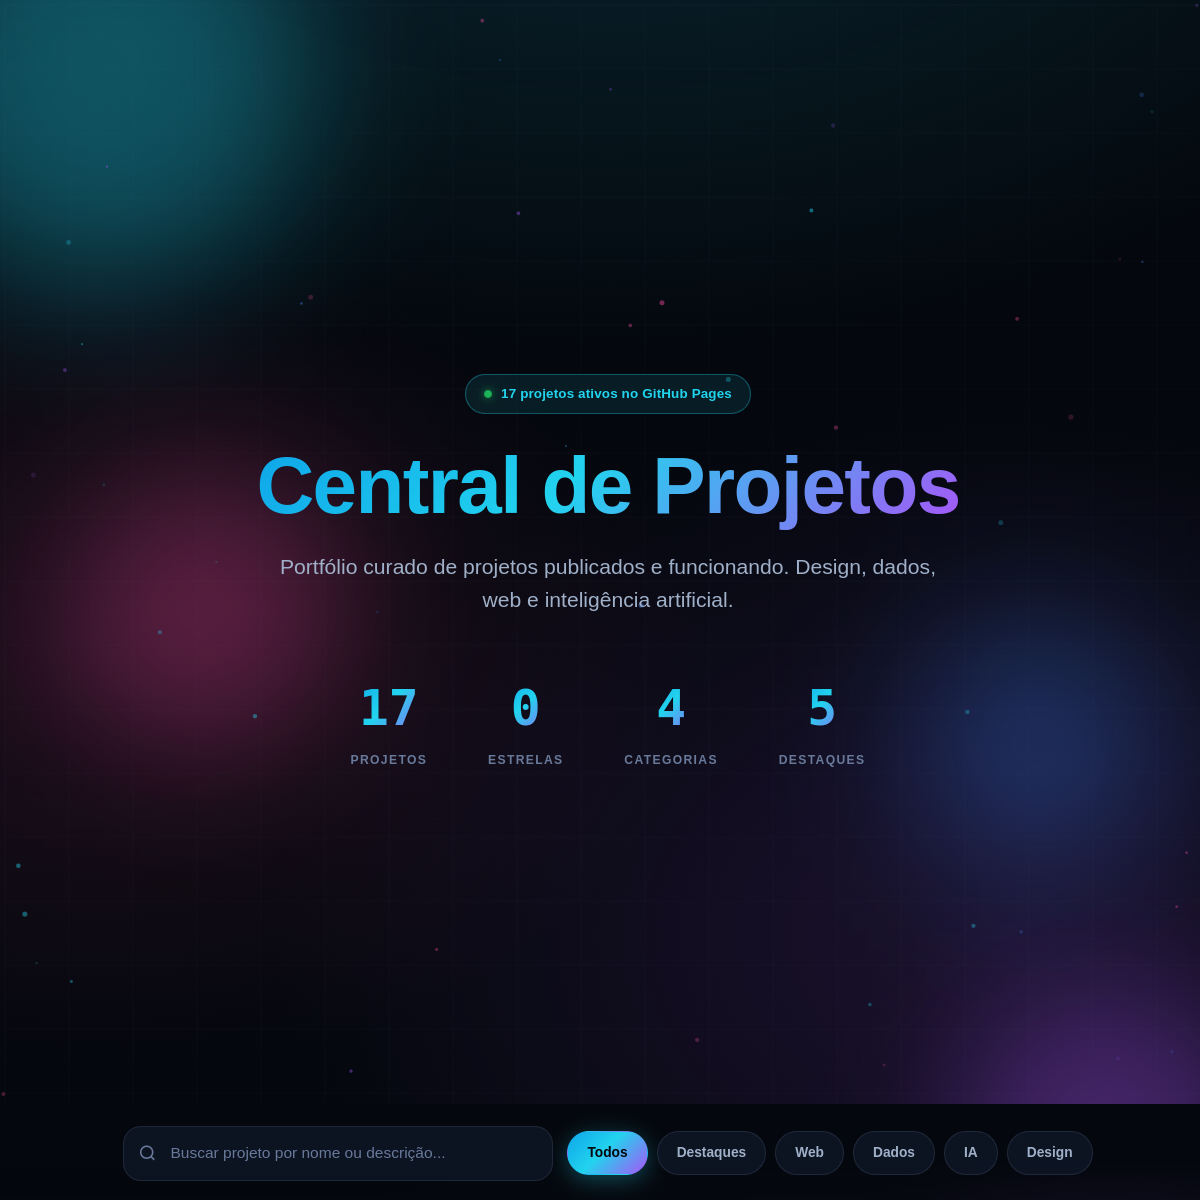 17 projetos ativos no GitHub Pages
Central de Projetos
Portfólio curado de projetos publicados e funcionando. Design, dados,
web e inteligência artificial.
17 0 4 5
PROJETOS ESTRELAS CATEGORIAS DESTAQUES
Buscar projeto por nome ou descrição... Todos Destaques Web Dados IA Design